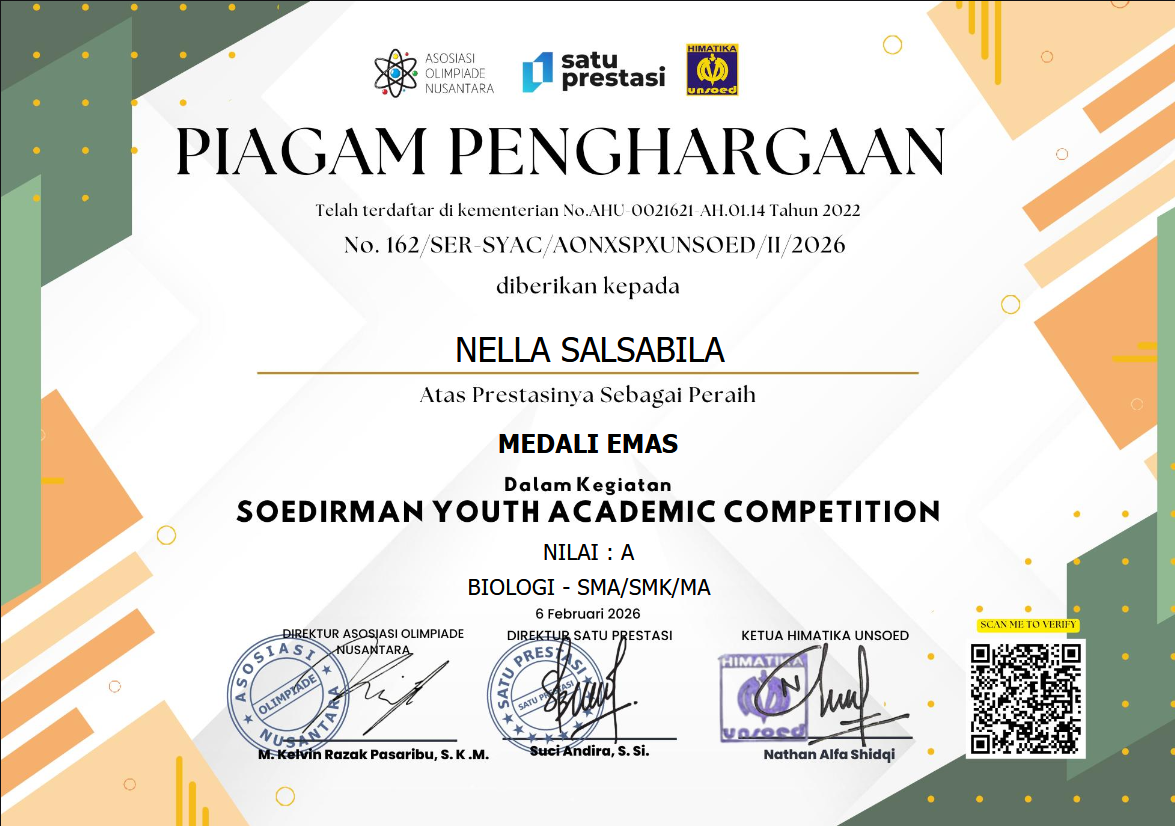 ASOSIASI
OLIMPIADE
NUSANTARA
satu
prestasi
HIMATIKA
unsoed
PIAGAM PENGHARGAAN
Telah terdaftar di kementerian No.AHU-0021621-AH.01.14 Tahun 2022
No. 162/SER-SYAC/AONXSPXUNSOED/II/2026
diberikan kepada
NELLA SALSABILA
Atas Prestasinya Sebagai Peraih
MEDALI EMAS
Dalam Kegiatan
SOEDIRMAN YOUTH ACADEMIC COMPETITION
NILAI : A
BIOLOGI - SMA/SMK/MA
6 Februari 2026
DIREKTUR ASOSIASI OLIMPIADE
NUSANTARA
ASOSIASI
OLIMPIADE
NUSANTARA
M. Kelvin Razak Pasaribu, S. K .M.
DIREKTUR SATU PRESTASI
SATU PRESTASI
SATU PRESTASI
Suci Andira, S. Si.
KETUA HIMATIKA UNSOED
HIMATIKA
unsoed
Nathan Alfa Shidqi
SCAN ME TO VERIFY